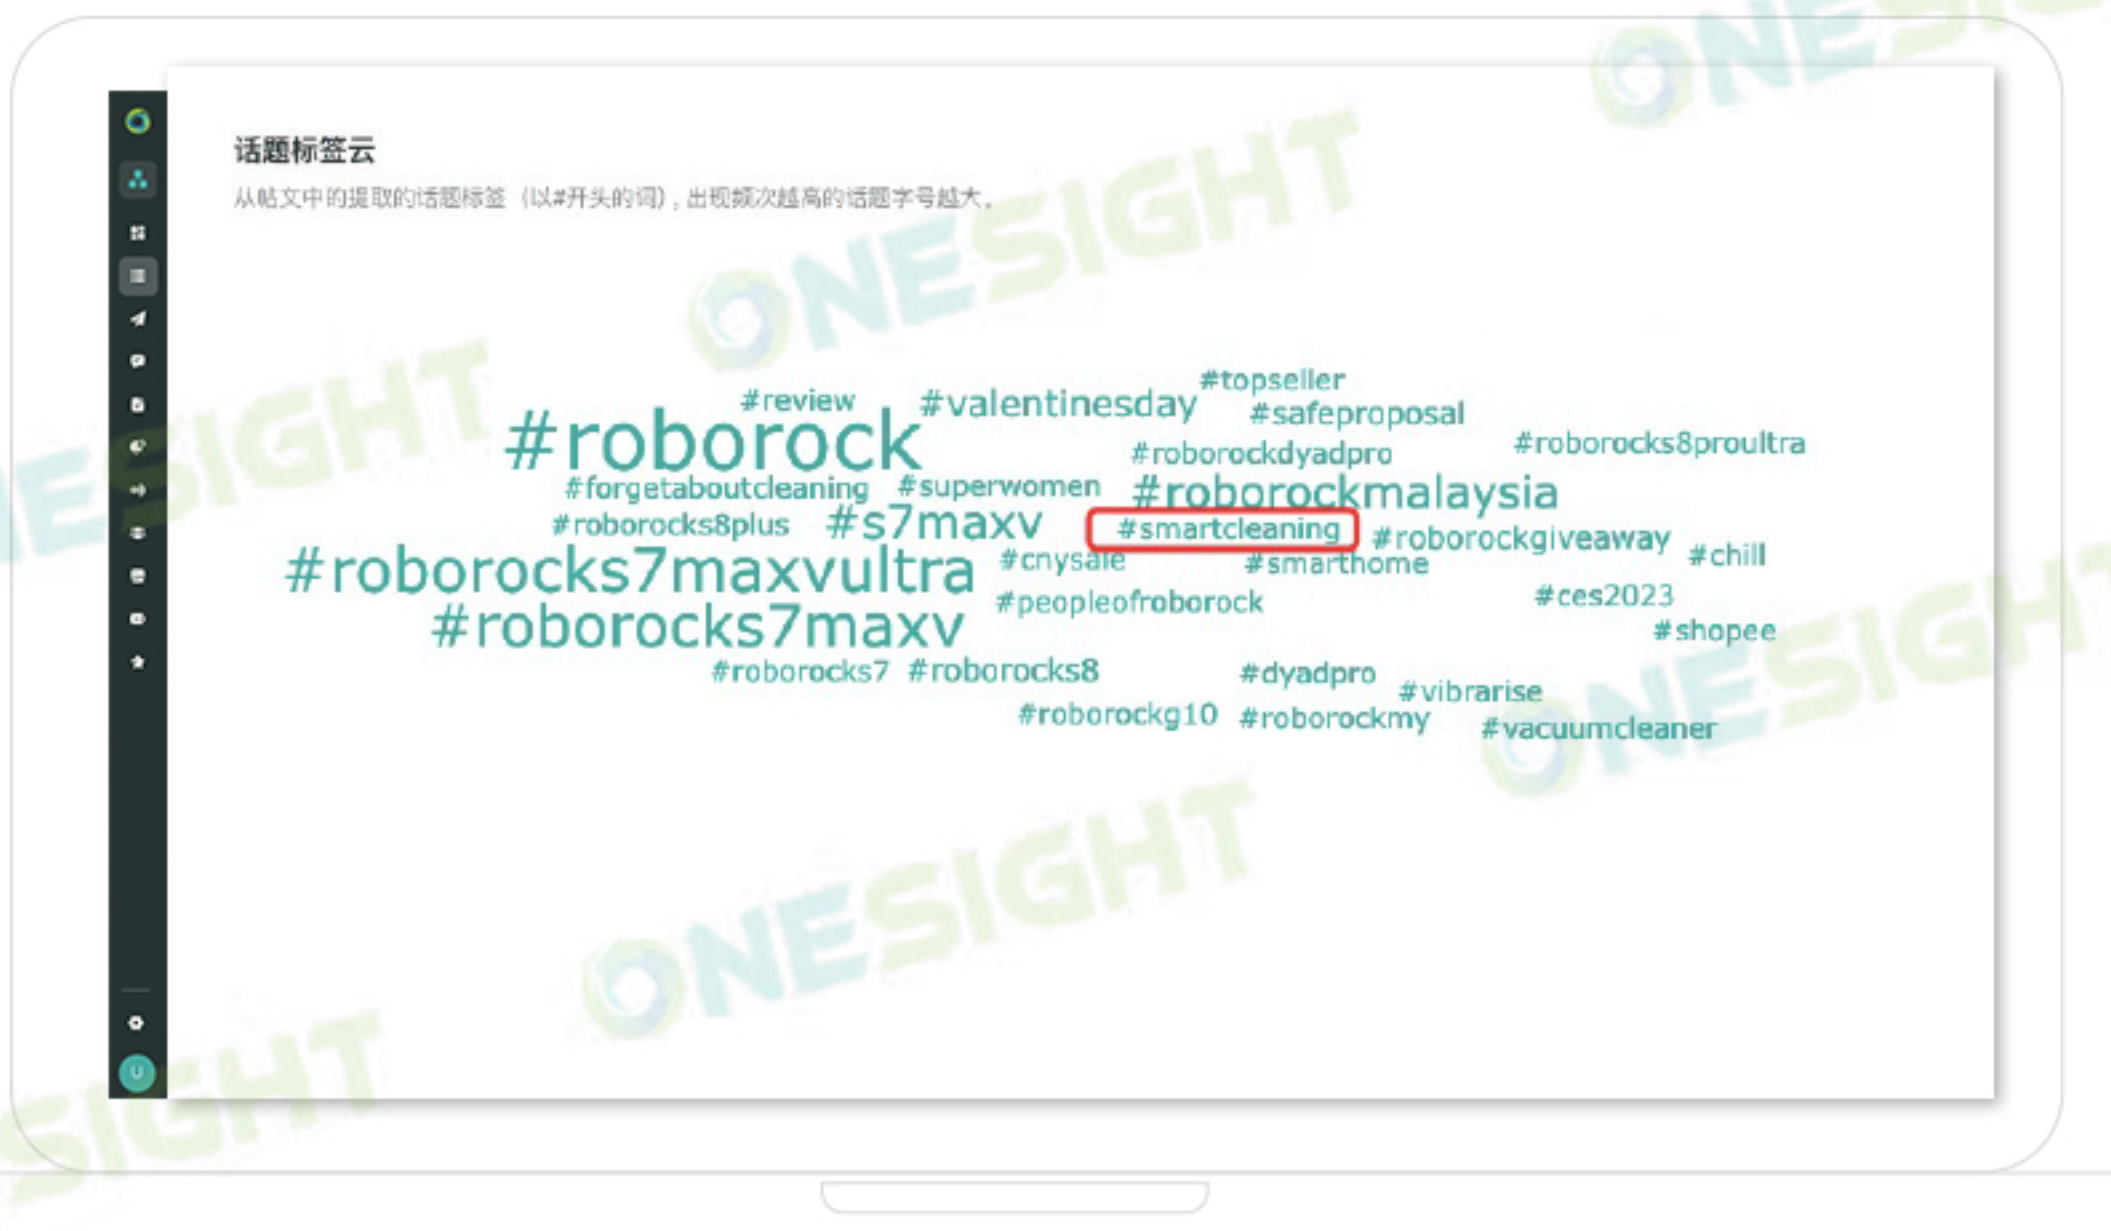 话题标签云
从帖文中的提取的话题标签（以#开头的词），出现频次越高的话题字号越大。
#topseller
#review
#valentinesday
#safeproposal
#roborock
#roborockdyadpro
#roborocks8proultra
#forgetaboutcleaning
#superwomen
#roborockmalaysia
#roborocks8plus
#s7maxv
#smartcleaning
#roborockgiveaway
#chill
#roborocks7maxvultra
#cnysale
#smarthome
#peopleofroborock
#ces2023
#roborocks7maxv
#shopee
#roborocks7
#roborocks8
#dyadpro
#vibrarise
#roborockg10
#roborockmy
#vacuumcleaner
U
ONESIGHT
ONESIGHT
ONESIGHT
ONESIGHT